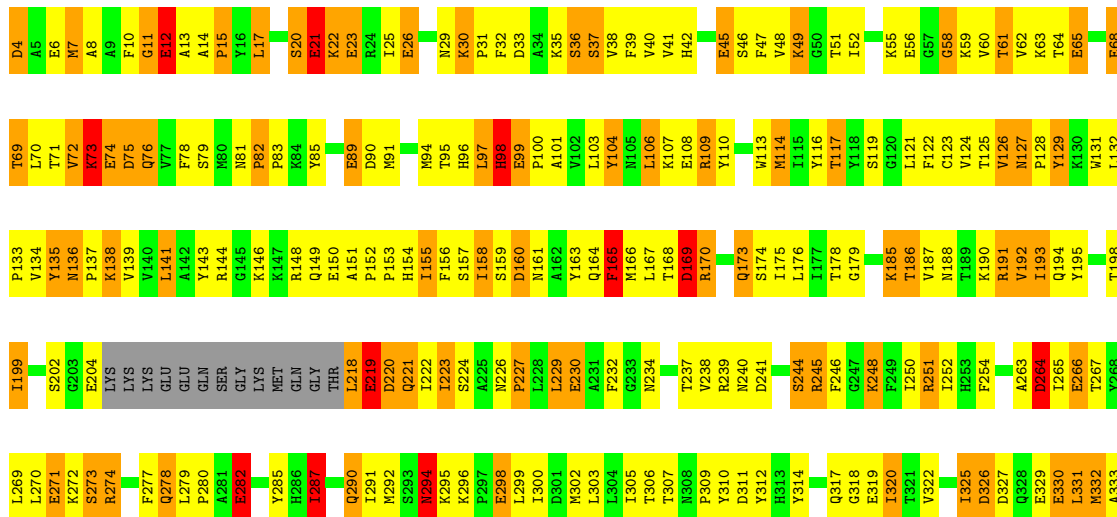 D4 A5 E6 M7 A8 A9 F10 G11 E12 A13 A14 P15 Y16 L17 S20 E21 K22 E23 R24 I25 E26 N29 K30 P31 F32 D33 A34 K35 S36 S37 V38 F39 V40 V41 H42 E45 S46 F47 V48 K49 G50 T51 I52 K55 E56 G57 G58 K59 V60 T61 V62 K63 T64 E65 E68
T69 L70 T71 V72 K73 E74 D75 Q76 V77 F78 S79 M80 N81 P82 P83 K84 Y85 E89 D90 M91 M94 T95 H96 L97 H98 E99 P100 A101 V102 L103 Y104 N105 L106 K107 E108 R109 Y110 W113 M114 I115 Y116 T117 Y118 S119 G120 L121 F122 C123 V124 T125 V126 N127 P128 Y129 K130 W131 L132
P133 V134 Y135 N136 P137 K138 V139 V140 L141 A142 Y143 R144 G145 K146 K147 R148 Q149 E150 A151 P152 P153 H154 I155 F156 S157 I158 S159 D160 N161 A162 Y163 Q164 F165 M166 L167 T168 D169 R170 Q173 S174 I175 L176 I177 T178 G179 K185 T186 V187 N188 T189 K190 R191 V192 I193 Q194 Y195 T198
I199 S202 G203 E204 LYS LYS LYS GLU GLU GLN SER GLY LYS MET GLN GLY THR L218 E219 D220 Q221 I222 I223 S224 A225 N226 P227 L228 L229 E230 A231 F232 G233 N234 T237 V238 R239 N240 D241 S244 R245 F246 G247 K248 F249 I250 R251 I252 H253 F254 A263 D264 I265 E266 T267 Y268
L269 L270 E271 K272 S273 R274 F277 Q278 L279 P280 A281 E282 Y285 H286 I287 Q290 I291 M292 S293 N294 K295 K296 P297 E298 L299 I300 D301 M302 L303 L304 I305 T306 T307 N308 P309 Y310 D311 Y312 H313 Y314 Q317 G318 E319 I320 T321 V322 I325 D326 D327 Q328 E329 E330 L331 M332 A333